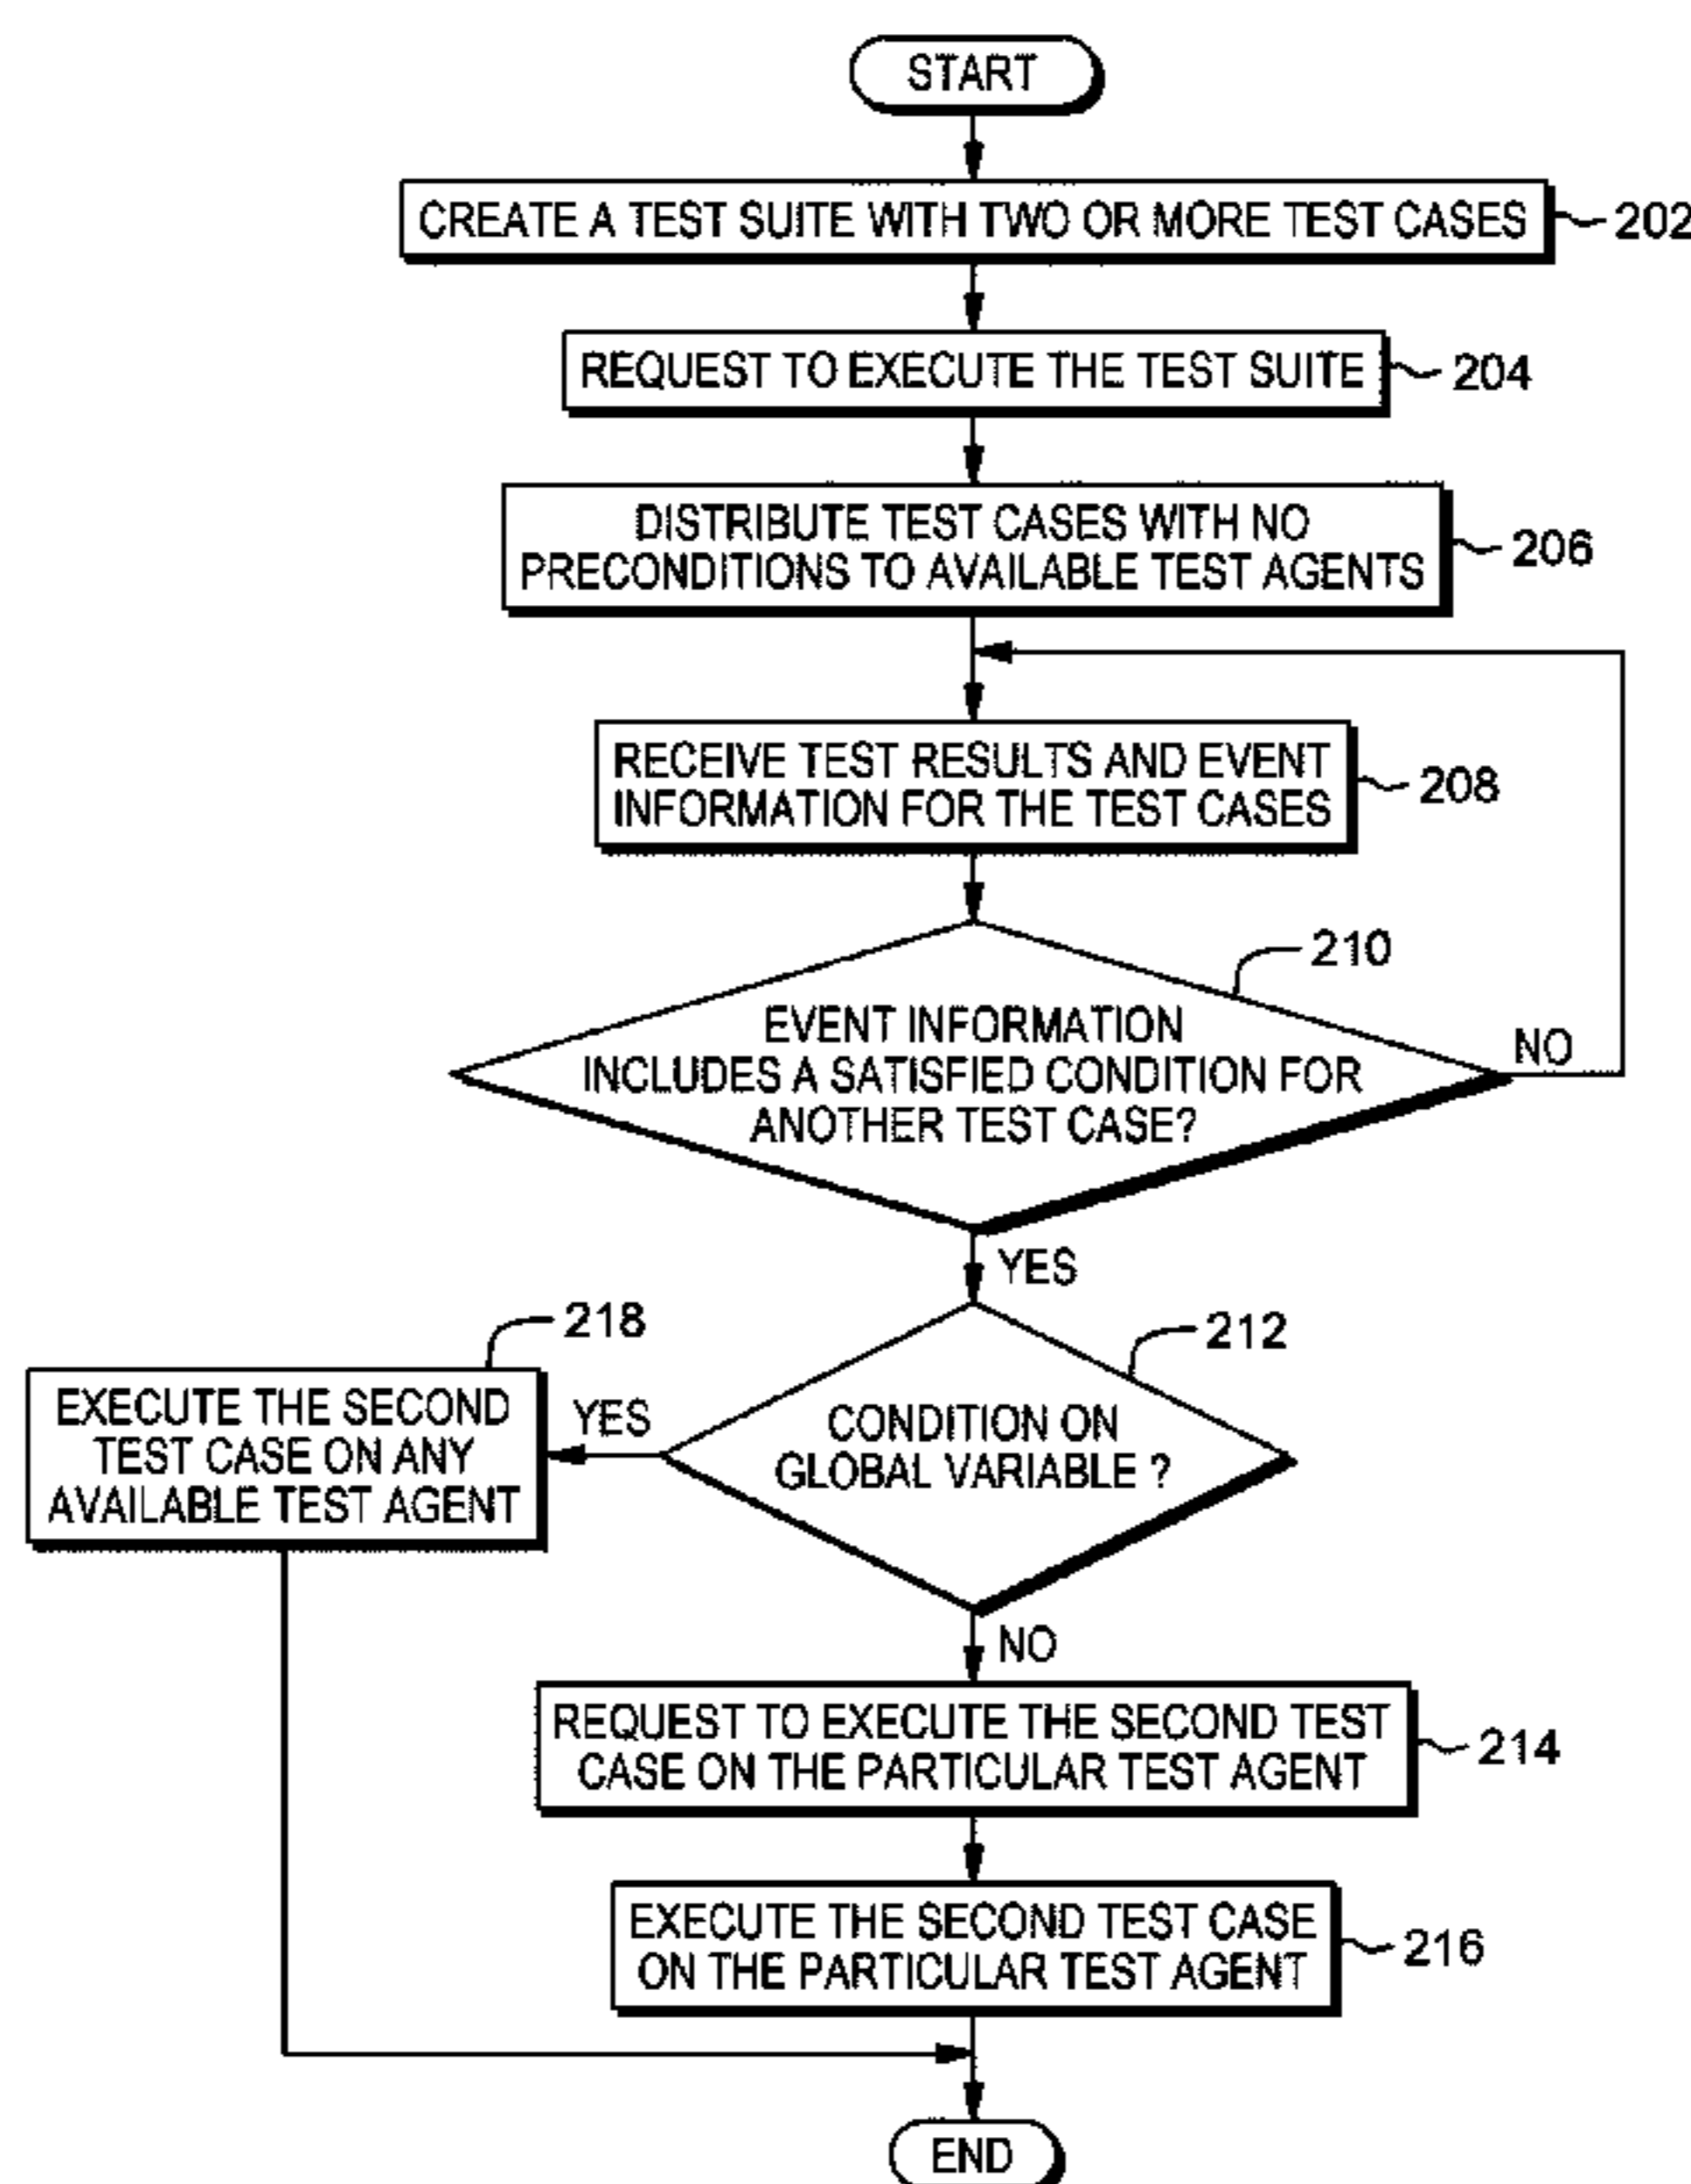 START
CREATE A TEST SUITE WITH TWO OR MORE TEST CASES
202
REQUEST TO EXECUTE THE TEST SUITE
204
DISTRIBUTE TEST CASES WITH NO
PRECONDITIONS TO AVAILABLE TEST AGENTS
206
RECEIVE TEST RESULTS AND EVENT
INFORMATION FOR THE TEST CASES
208
210
EVENT INFORMATION
INCLUDES A SATISFIED CONDITION FOR
ANOTHER TEST CASE?
NO
YES
212
CONDITION ON
GLOBAL VARIABLE ?
YES
218
EXECUTE THE SECOND
TEST CASE ON ANY
AVAILABLE TEST AGENT
NO
REQUEST TO EXECUTE THE SECOND TEST
CASE ON THE PARTICULAR TEST AGENT
214
EXECUTE THE SECOND TEST CASE
ON THE PARTICULAR TEST AGENT
216
END